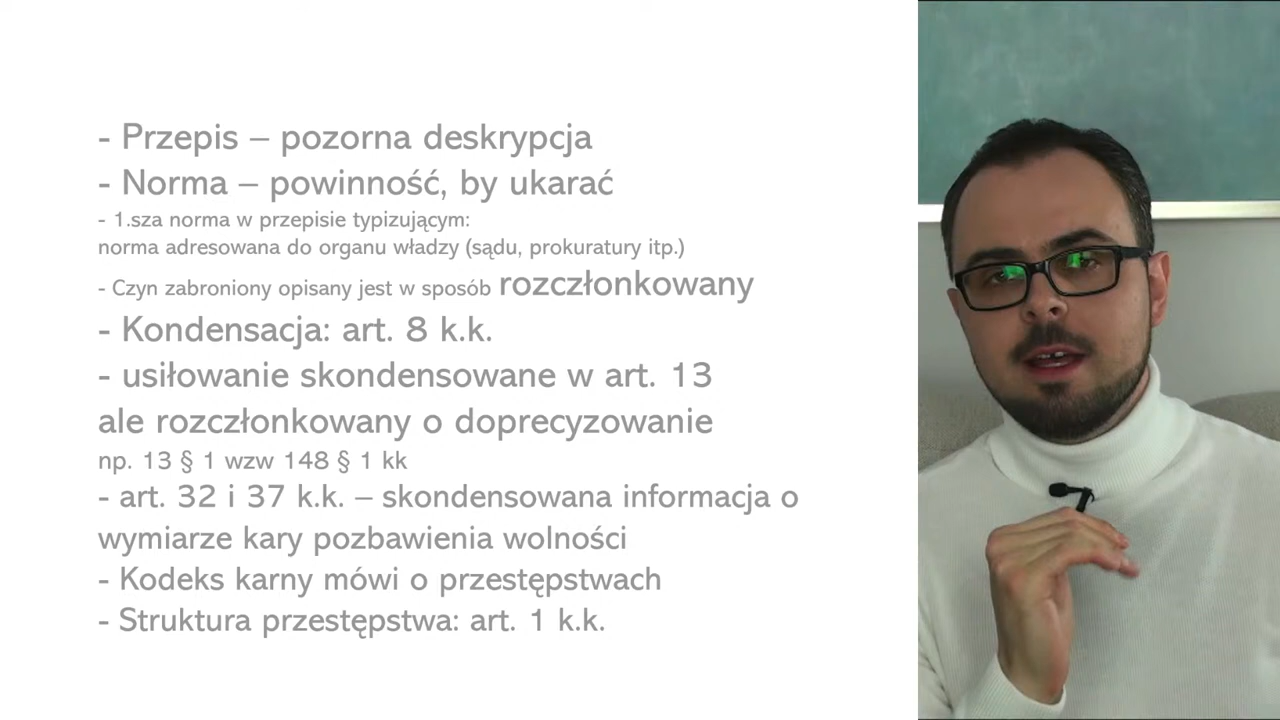 - Przepis – pozorna deskrypcja
- Norma – powinność, by ukarać
- 1.sza norma w przepisie typizującym:
norma adresowana do organu władzy (sądu, prokuratury itp.)
- Czyn zabroniony opisany jest w sposób rozczłonkowany
- Kondensacja: art. 8 k.k.
- usiłowanie skondensowane w art. 13
ale rozczłonkowany o doprecyzowanie
np. 13 § 1 wzw 148 § 1 kk
- art. 32 i 37 k.k. – skondensowana informacja o
wymiarze kary pozbawienia wolności
- Kodeks karny mówi o przestępstwach
- Struktura przestępstwa: art. 1 k.k.